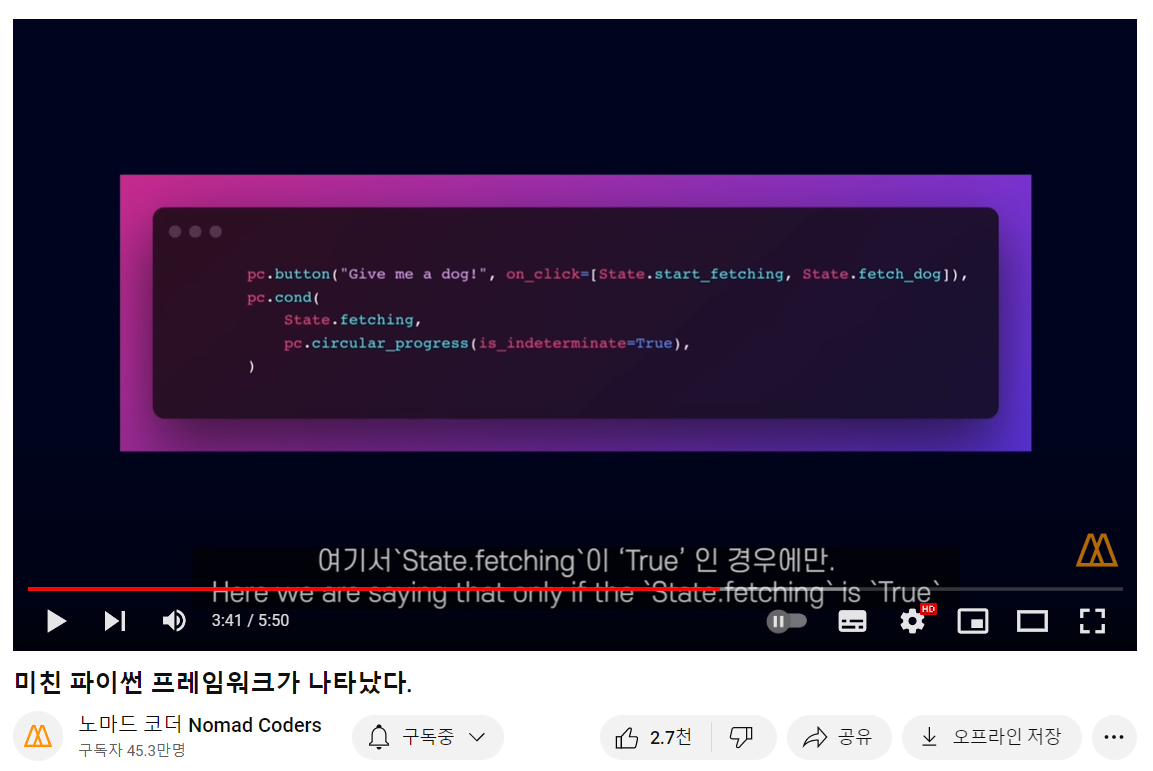 pc.button("Give me a dog!", on_click=[State.start_fetching, State.fetch_dog]),
pc.cond(
State.fetching,
pc.circular_progress(is_indeterminate=True),
)
여기서`State.fetching`이 ‘True’ 인 경우에만.
Here we are saying that only if the `State.fetching` is `True`
3:41 / 5:50
HD
미친 파이썬 프레임워크가 나타났다.
노마드 코더 Nomad Coders
구독자 45.3만명
구독중
2.7천
공유
오프라인 저장